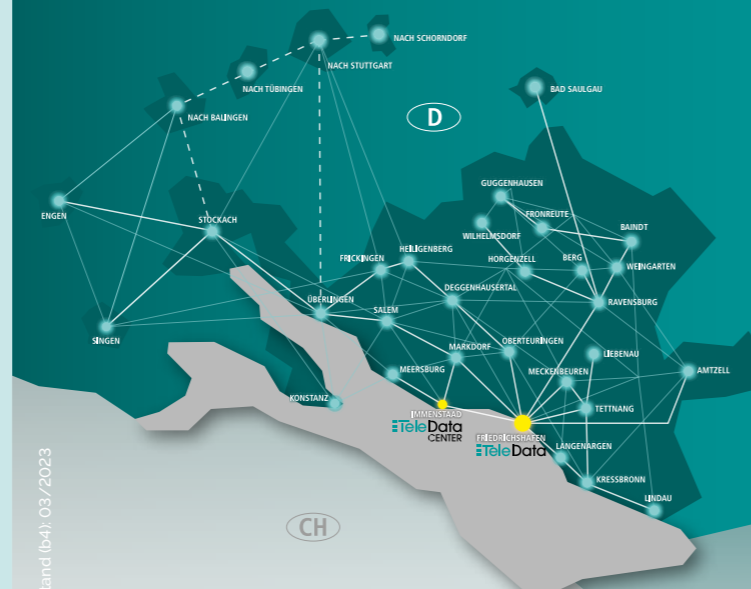 NACH SCHORNDORF
NACH STUTTGART
NACH TÜBINGEN
BAD SAULGAU
NACH BALINGEN
D
GUGGENHAUSEN
ENGEN
STOCKACH
FRONREUTE
WILHELMSDORF
BAINDT
HEILIGENBERG
FRICKINGEN
HORGENZELL
BERG
WEINGARTEN
DEGGENHAUSERTAL
ÜBERLINGEN
SALEM
RAVENSBURG
SINGEN
MARKDORF
OBERTEURINGEN
LIEBENAU
MEERSBURG
MECKENBEUREN
AMTZELL
KONSTANZ
IMMENSTAAD
TeleData
CENTER
TETTNANG
FRIEDRICHSHAFEN
TeleData
LANGENARGEN
KRESSBRONN
LINDAU
CH
land (b4): 03/2023